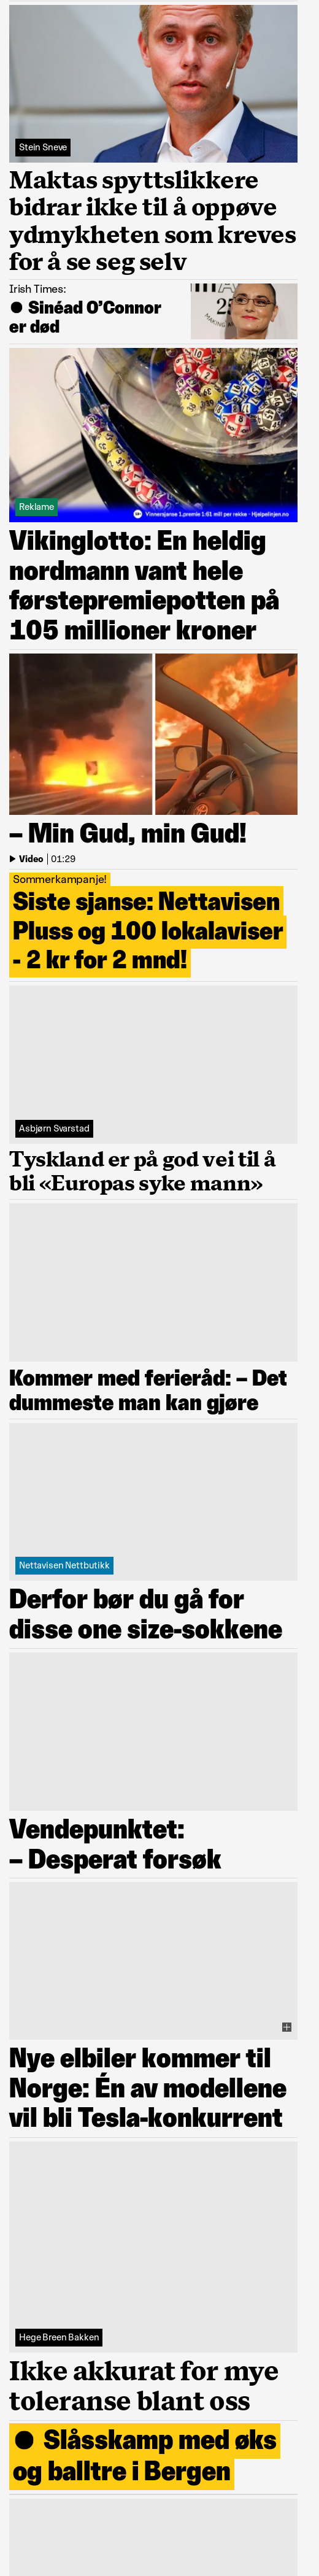 Stein Sneve
Maktas spyttslikkere
bidrar ikke til å oppøve
ydmykheten som kreves
for å se seg selv
Irish Times:
● Sinéad O’Connor
er død
25
MAKING
Reklame
18+ Vinnersjanse 1.premie 1:61 mill per rekke - Hjelpelinjen.no
Vikinglotto: En heldig
nordmann vant hele
førstepremiepotten på
105 millioner kroner
– Min Gud, min Gud!
Video | 01:29
Sommerkampanje!
Siste sjanse: Nettavisen
Pluss og 100 lokalaviser
- 2 kr for 2 mnd!
Asbjørn Svarstad
Tyskland er på god vei til å
bli «Europas syke mann»
Kommer med ferieråd: – Det
dummeste man kan gjøre
Nettavisen Nettbutikk
Derfor bør du gå for
disse one size-sokkene
Vendepunktet:
– Desperat forsøk
Nye elbiler kommer til
Norge: Én av modellene
vil bli Tesla-konkurrent
Hege Breen Bakken
Ikke akkurat for mye
toleranse blant oss
● Slåsskamp med øks
og balltre i Bergen